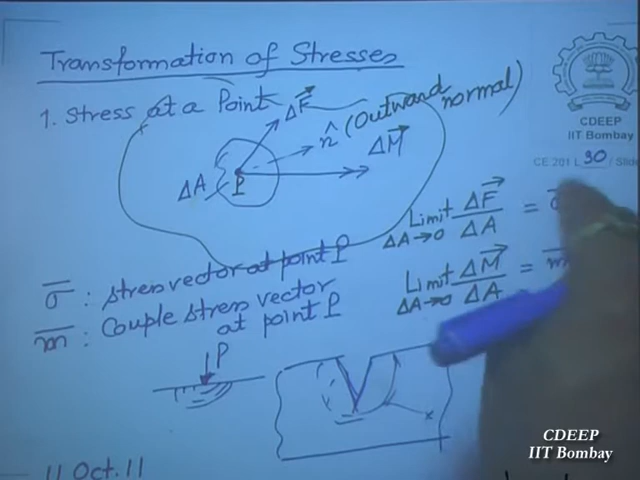 Transformation of Stresses
1. Stress at a Point
ΔF
n̂ (Outward normal)
ΔM
ΔA
P
Limit ΔA→0 ΔF/ΔA = σ
σ : stress vector at point P
Limit ΔA→0 ΔM/ΔA = m
m : Couple stress vector at point P
P
11 Oct. 11
CDEEP
IIT Bombay
CE 201 L 30 / Slide
CDEEP
IIT Bombay